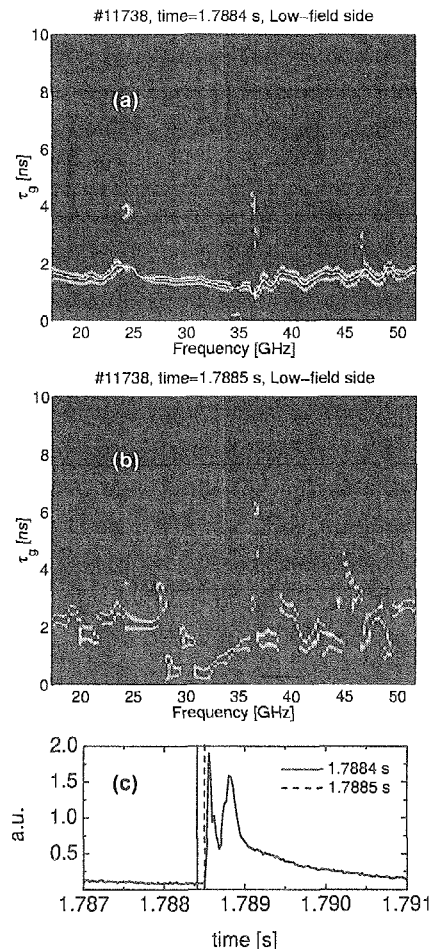 #11738, time=1.7884 s, Low-field side
10
8
6
4
2
0
(a)
τg [ns]
20 25 30 35 40 45 50
Frequency [GHz]
#11738, time=1.7885 s, Low-field side
10
8
6
4
2
0
(b)
τg [ns]
20 25 30 35 40 45 50
Frequency [GHz]
2.0
1.5
1.0
0.5
(c)
a.u.
1.7884 s
1.7885 s
1.787 1.788 1.789 1.790 1.791
time [s]